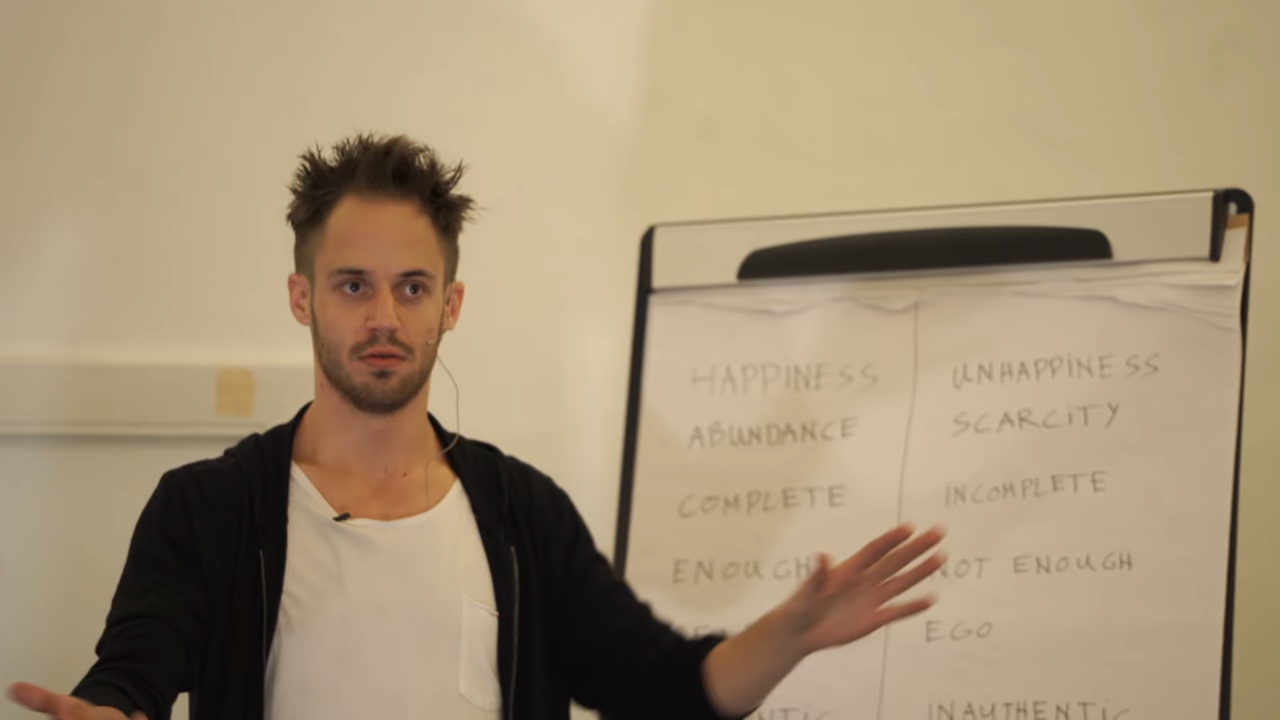 HAPPINESS UNHAPPINESS
ABUNDANCE SCARCITY
COMPLETE INCOMPLETE
ENOUGH NOT ENOUGH
EGO
INAUTHENTIC